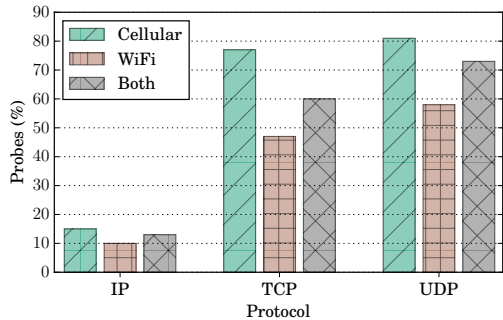 90
80
70
60
50
40
30
20
10
0
Probes (%)
Cellular
WiFi
Both
IP TCP UDP
Protocol